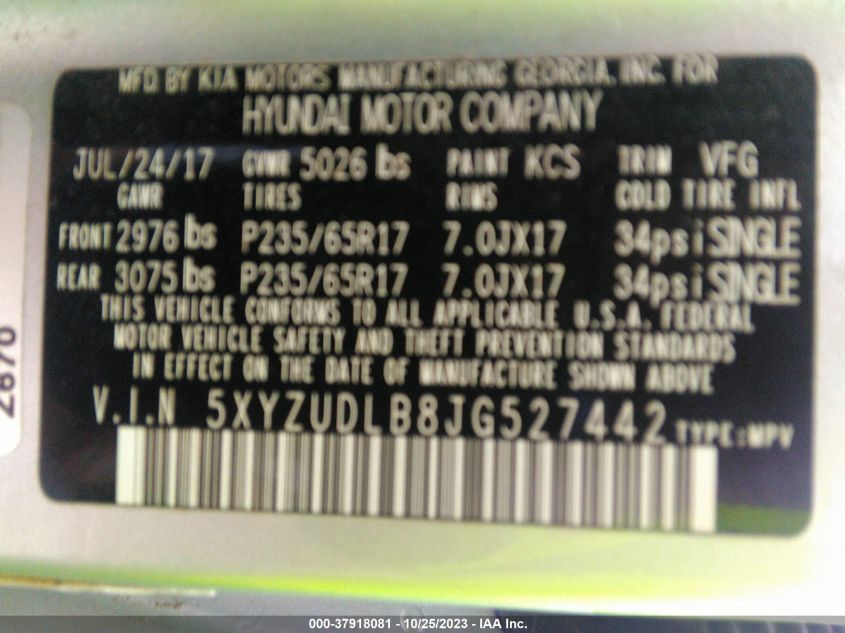 MFD BY KIA MOTORS MANUFACTURING GEORGIA, INC. FOR
HYUNDAI MOTOR COMPANY
JUL/24/17 GVWR 5026 lbs PAINT KCS TRIM VFG
GAWR TIRES RIMS COLD TIRE INFL
FRONT 2976 lbs P235/65R17 7.0JX17 34psi SINGLE
REAR 3075 lbs P235/65R17 7.0JX17 34psi SINGLE
THIS VEHICLE CONFORMS TO ALL APPLICABLE U.S.A. FEDERAL
MOTOR VEHICLE SAFETY AND THEFT PREVENTION STANDARDS
IN EFFECT ON THE DATE OF MANUFACTURE SHOWN ABOVE
V.I.N 5XYZUDLB8JG527442 TYPE:MPV
000-37918081 - 10/25/2023 - IAA Inc.